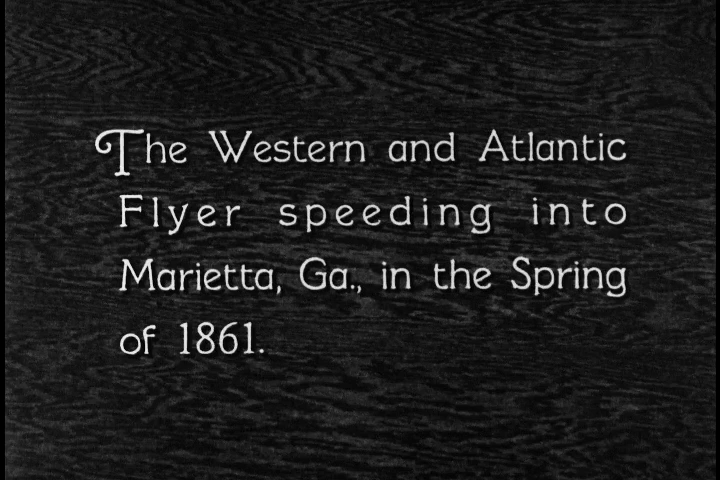 The Western and Atlantic
Flyer speeding into
Marietta, Ga., in the Spring
of 1861.